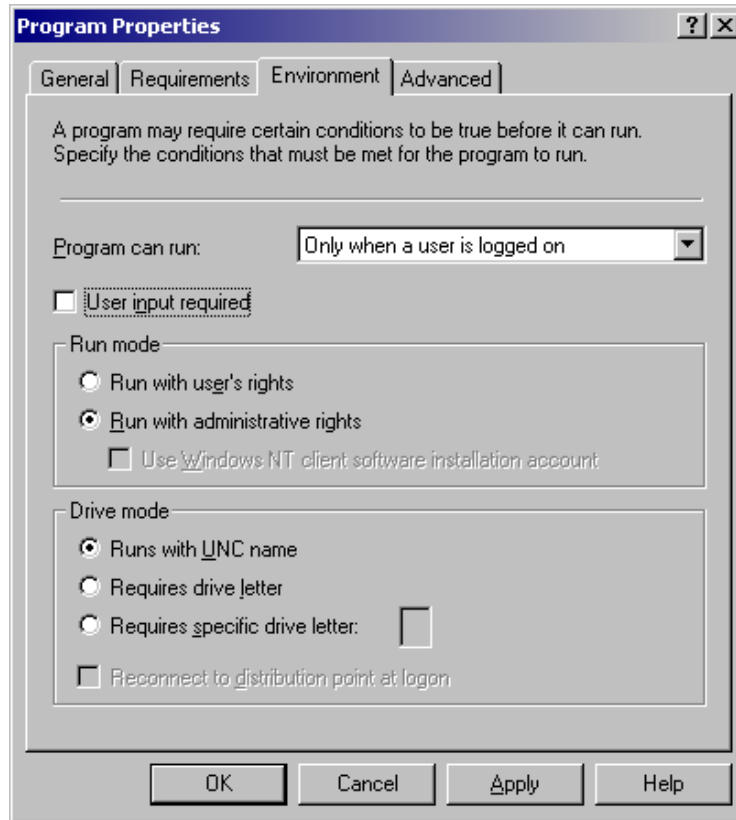 Program Properties
General Requirements Environment Advanced
A program may require certain conditions to be true before it can run.
Specify the conditions that must be met for the program to run.
Program can run: Only when a user is logged on
User input required
Run mode
Run with user's rights
Run with administrative rights
Use Windows NT client software installation account
Drive mode
Runs with UNC name
Requires drive letter
Requires specific drive letter:
Reconnect to distribution point at logon
OK Cancel Apply Help